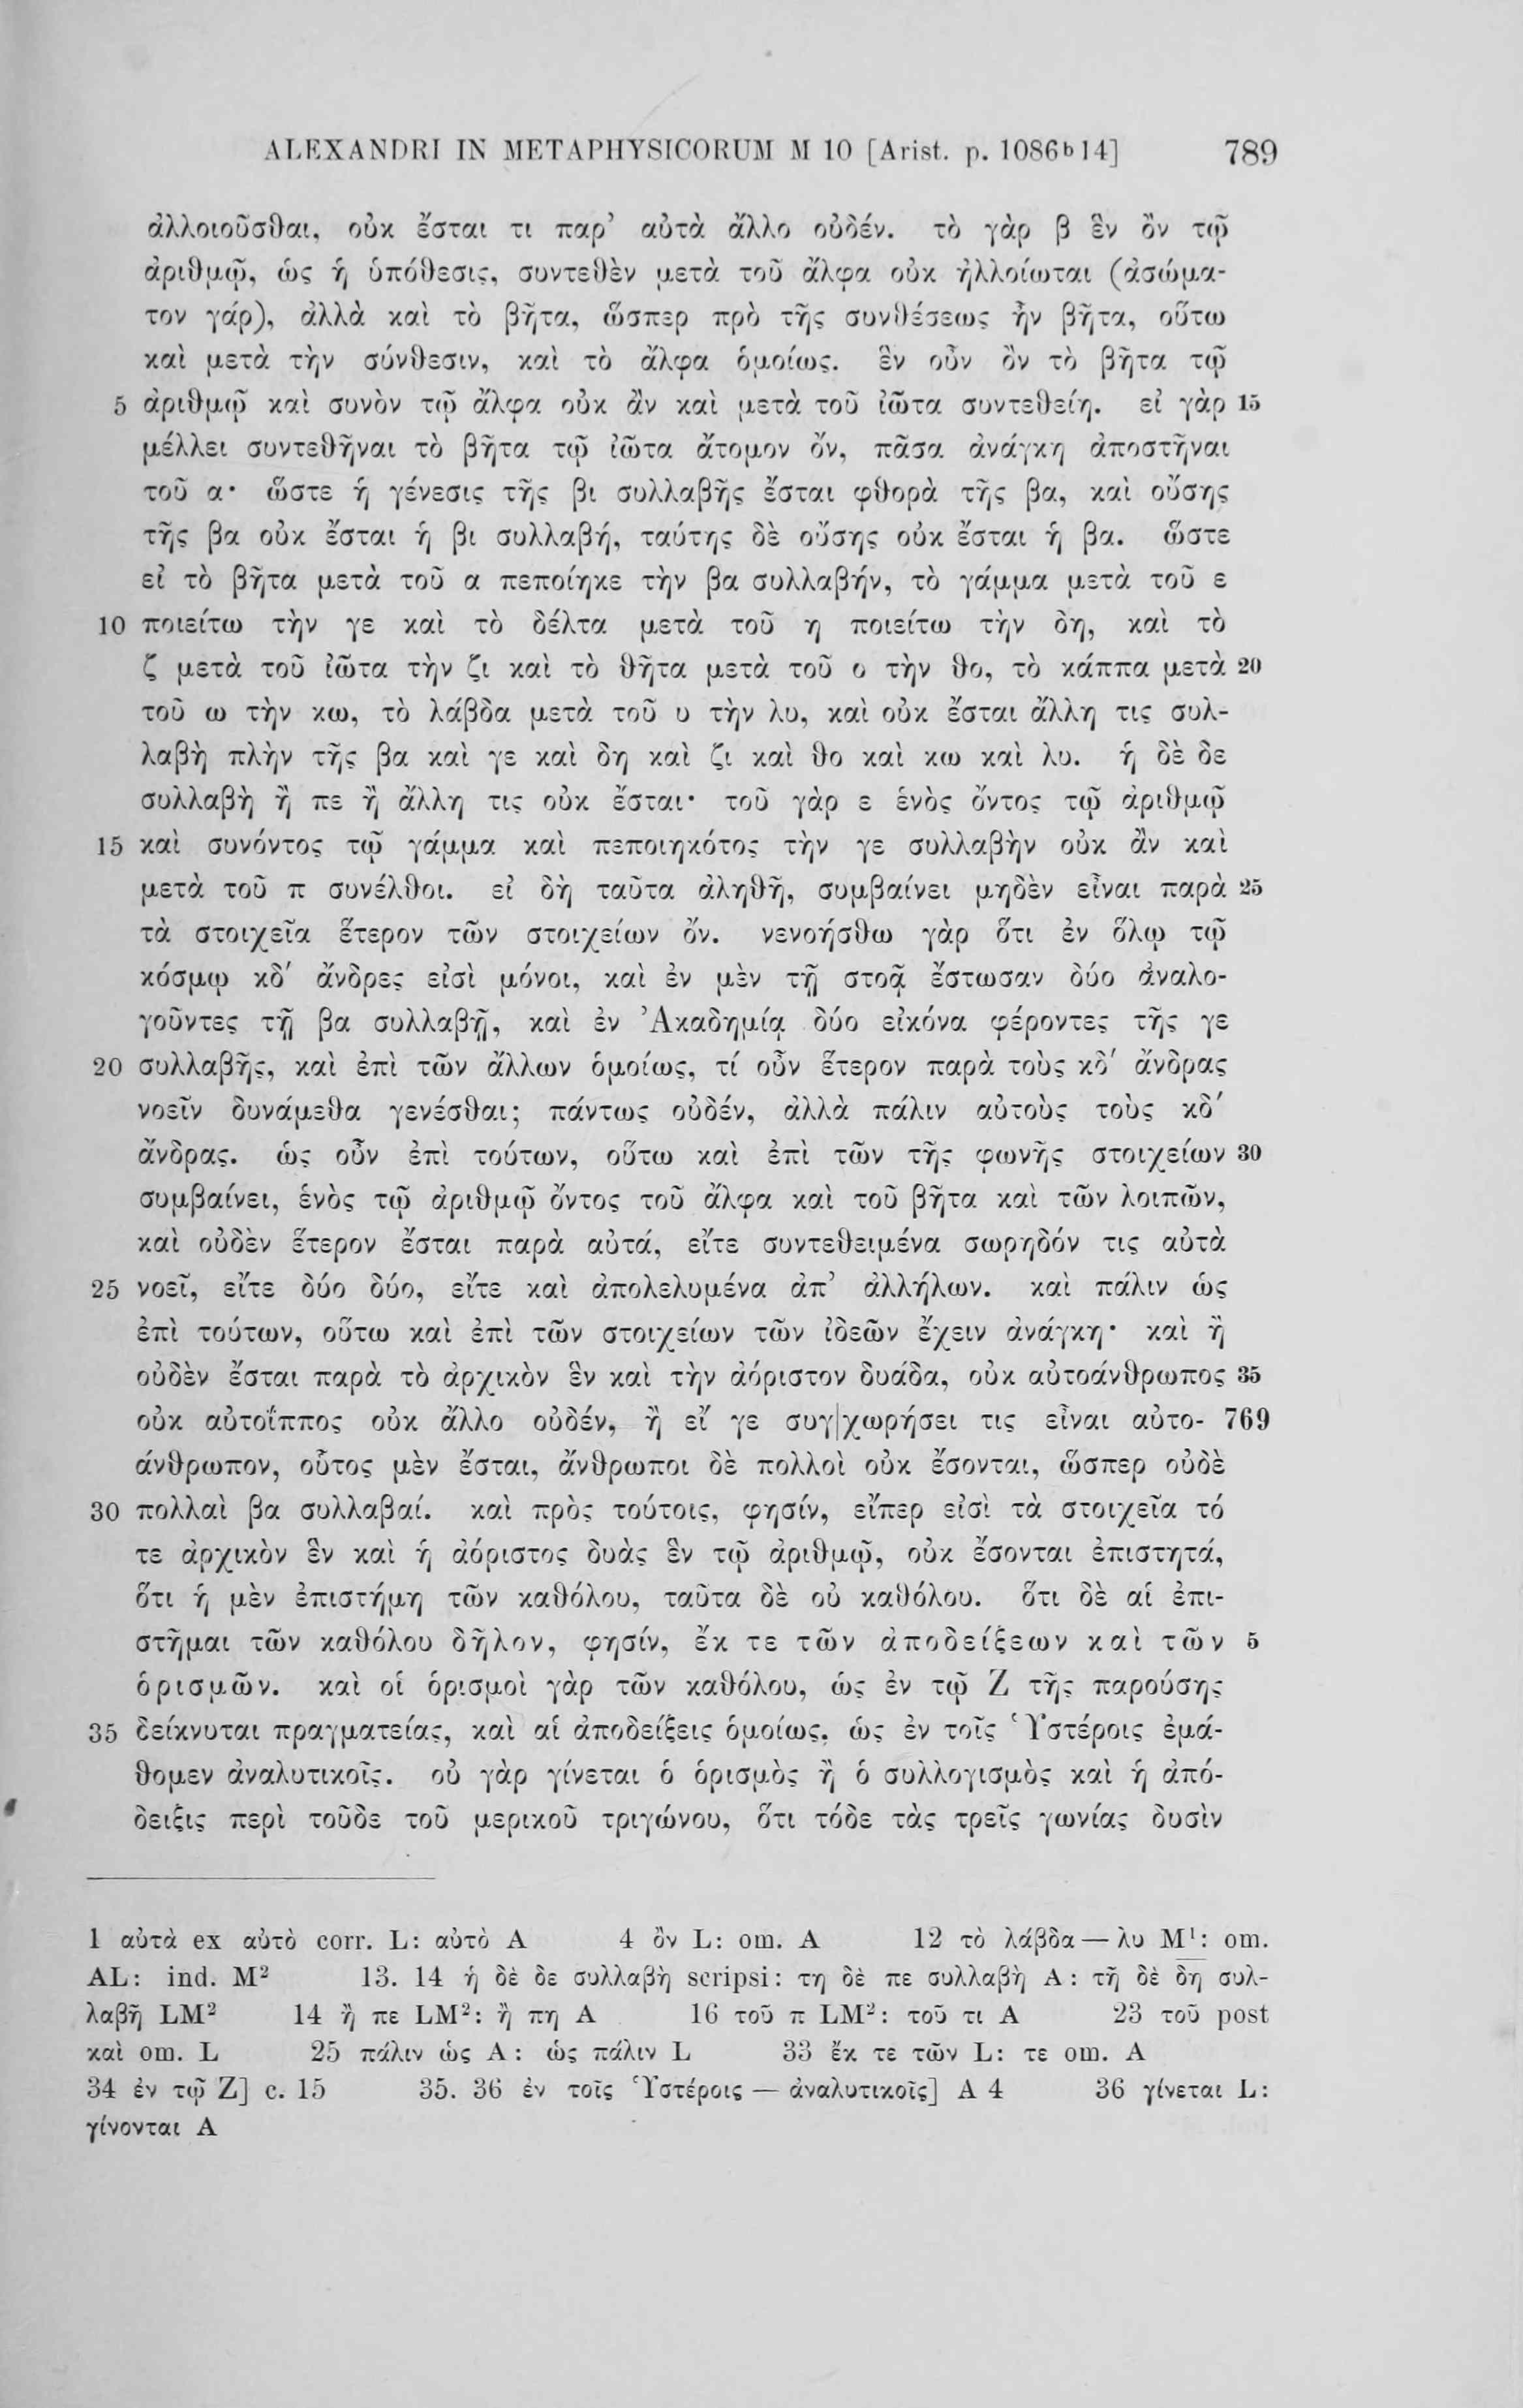 ALEXANDRI IN METAPHYSICORUM M 10 [Arist. p. 1086ᵇ14] 789
ἀλλοιοῦσθαι, οὐκ ἔσται τι παρ’ αὐτὰ ἄλλο οὐδέν. τὸ γὰρ β ἓν ὂν τῷ
ἀριθμῷ, ὡς ἡ ὑπόθεσις, συντεθὲν μετὰ τοῦ ἄλφα οὐκ ἠλλοίωται (ἀσώμα-
τον γάρ), ἀλλὰ καὶ τὸ βῆτα, ὥσπερ πρὸ τῆς συνθέσεως ἦν βῆτα, οὕτω
καὶ μετὰ τὴν σύνθεσιν, καὶ τὸ ἄλφα ὁμοίως. ἓν οὖν ὂν τὸ βῆτα τῷ
5 ἀριθμῷ καὶ συνὸν τῷ ἄλφα οὐκ ἂν καὶ μετὰ τοῦ ἰῶτα συντεθείη. εἰ γὰρ 15
μέλλει συντεθῆναι τὸ βῆτα τῷ ἰῶτα ἄτομον ὄν, πᾶσα ἀνάγκη ἀποστῆναι
τοῦ α· ὥστε ἡ γένεσις τῆς βι συλλαβῆς ἔσται φθορὰ τῆς βα, καὶ οὔσης
τῆς βα οὐκ ἔσται ἡ βι συλλαβή, ταύτης δὲ οὔσης οὐκ ἔσται ἡ βα. ὥστε
εἰ τὸ βῆτα μετὰ τοῦ α πεποίηκε τὴν βα συλλαβήν, τὸ γάμμα μετὰ τοῦ ε
10 ποιείτω τὴν γε καὶ τὸ δέλτα μετὰ τοῦ η ποιείτω τὴν δη, καὶ τὸ
ζ μετὰ τοῦ ἰῶτα τὴν ζι καὶ τὸ θῆτα μετὰ τοῦ ο τὴν θο, τὸ κάππα μετὰ 20
τοῦ ω τὴν κω, τὸ λάβδα μετὰ τοῦ υ τὴν λυ, καὶ οὐκ ἔσται ἄλλη τις συλ-
λαβὴ πλὴν τῆς βα καὶ γε καὶ δη καὶ ζι καὶ θο καὶ κω καὶ λυ. ἡ δὲ δε
συλλαβὴ ἢ πε ἢ ἄλλη τις οὐκ ἔσται· τοῦ γὰρ ε ἑνὸς ὄντος τῷ ἀριθμῷ
15 καὶ συνόντος τῷ γάμμα καὶ πεποιηκότος τὴν γε συλλαβὴν οὐκ ἂν καὶ
μετὰ τοῦ π συνέλθοι. εἰ δὴ ταῦτα ἀληθῆ, συμβαίνει μηδὲν εἶναι παρὰ 25
τὰ στοιχεῖα ἕτερον τῶν στοιχείων ὄν. νενοήσθω γὰρ ὅτι ἐν ὅλῳ τῷ
κόσμῳ κδ′ ἄνδρες εἰσὶ μόνοι, καὶ ἐν μὲν τῇ στοᾷ ἔστωσαν δύο ἀναλο-
γοῦντες τῇ βα συλλαβῇ, καὶ ἐν Ἀκαδημίᾳ δύο εἰκόνα φέροντες τῆς γε
20 συλλαβῆς, καὶ ἐπὶ τῶν ἄλλων ὁμοίως, τί οὖν ἕτερον παρὰ τοὺς κδ′ ἄνδρας
νοεῖν δυνάμεθα γενέσθαι; πάντως οὐδέν, ἀλλὰ πάλιν αὐτοὺς τοὺς κδ′
ἄνδρας. ὡς οὖν ἐπὶ τούτων, οὕτω καὶ ἐπὶ τῶν τῆς φωνῆς στοιχείων 30
συμβαίνει, ἑνὸς τῷ ἀριθμῷ ὄντος τοῦ ἄλφα καὶ τοῦ βῆτα καὶ τῶν λοιπῶν,
καὶ οὐδὲν ἕτερον ἔσται παρὰ αὐτά, εἴτε συντεθειμένα σωρηδόν τις αὐτὰ
25 νοεῖ, εἴτε δύο δύο, εἴτε καὶ ἀπολελυμένα ἀπ’ ἀλλήλων. καὶ πάλιν ὡς
ἐπὶ τούτων, οὕτω καὶ ἐπὶ τῶν στοιχείων τῶν ἰδεῶν ἔχειν ἀνάγκη· καὶ ἢ
οὐδὲν ἔσται παρὰ τὸ ἀρχικὸν ἓν καὶ τὴν ἀόριστον δυάδα, οὐκ αὐτοάνθρωπος 35
οὐκ αὐτοΐππος οὐκ ἄλλο οὐδέν, ἢ εἴ γε συγ|χωρήσει τις εἶναι αὐτο- 769
άνθρωπον, οὗτος μὲν ἔσται, ἄνθρωποι δὲ πολλοὶ οὐκ ἔσονται, ὥσπερ οὐδὲ
30 πολλαὶ βα συλλαβαί. καὶ πρὸς τούτοις, φησίν, εἴπερ εἰσὶ τὰ στοιχεῖα τό
τε ἀρχικὸν ἓν καὶ ἡ ἀόριστος δυὰς ἓν τῷ ἀριθμῷ, οὐκ ἔσονται ἐπιστητά,
ὅτι ἡ μὲν ἐπιστήμη τῶν καθόλου, ταῦτα δὲ οὐ καθόλου. ὅτι δὲ αἱ ἐπι-
στῆμαι τῶν καθόλου δῆλον, φησίν, ἔκ τε τῶν ἀποδείξεων καὶ τῶν 5
ὁρισμῶν. καὶ οἱ ὁρισμοὶ γὰρ τῶν καθόλου, ὡς ἐν τῷ Ζ τῆς παρούσης
35 δείκνυται πραγματείας, καὶ αἱ ἀποδείξεις ὁμοίως, ὡς ἐν τοῖς Ὑστέροις ἐμά-
θομεν ἀναλυτικοῖς. οὐ γὰρ γίνεται ὁ ὁρισμὸς ἢ ὁ συλλογισμὸς καὶ ἡ ἀπό-
δειξις περὶ τοῦδε τοῦ μερικοῦ τριγώνου, ὅτι τόδε τὰς τρεῖς γωνίας δυσὶν
1 αὐτὰ ex αὐτὸ corr. L: αὐτὸ A 4 ὂν L: om. A 12 τὸ λάβδα — λυ M¹: om.
AL: ind. M² 13. 14 ἡ δὲ δε συλλαβὴ scripsi: τη δὲ πε συλλαβὴ A: τῇ δὲ δη συλ-
λαβῇ LM² 14 ἢ πε LM²: ἢ πη A 16 τοῦ π LM²: τοῦ τι A 23 τοῦ post
καὶ om. L 25 πάλιν ὡς A: ὡς πάλιν L 33 ἔκ τε τῶν L: τε om. A
34 ἐν τῷ Ζ] c. 15 35. 36 ἐν τοῖς Ὑστέροις — ἀναλυτικοῖς] A 4 36 γίνεται L:
γίνονται A